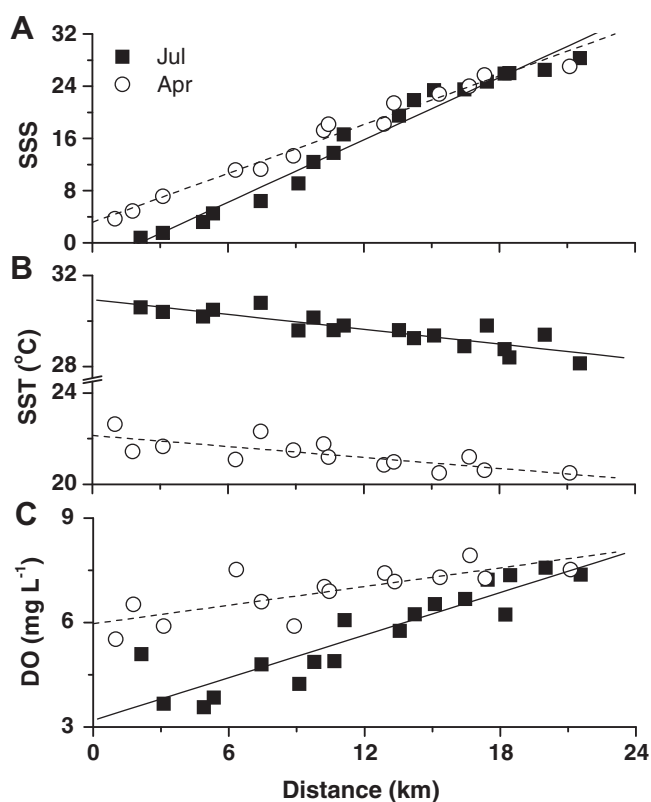 A
32
24
16
8
0
SSS
Jul
Apr
B
31
28
24
20
SST (°C)
C
9
6
3
DO (mg L⁻¹)
0 6 12 18 24
Distance (km)